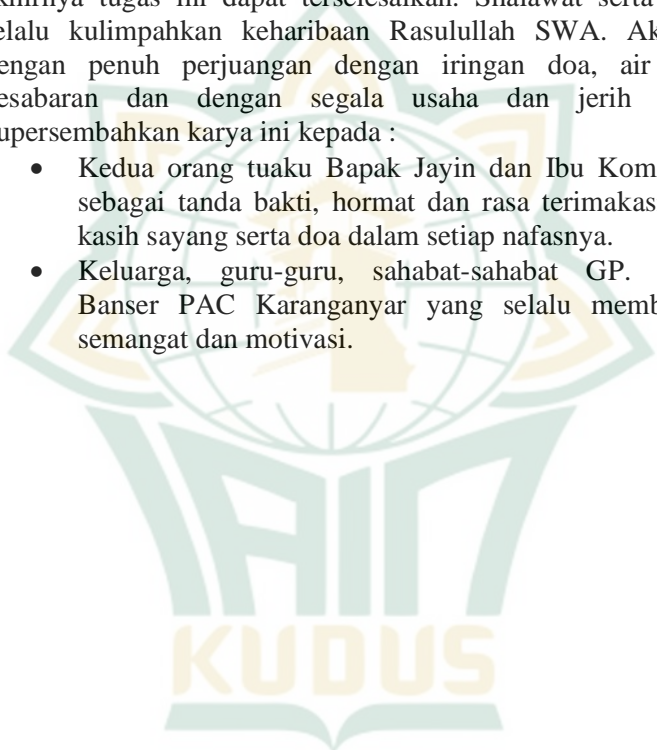 khirnya tugas ini dapat terselesaikan. Shalawat serta
elalu kulimpahkan keharibaan Rasulullah SWA. Ak
engan penuh perjuangan dengan iringan doa, air
esabaran dan dengan segala usaha dan jerih
upersembahkan karya ini kepada :
• Kedua orang tuaku Bapak Jayin dan Ibu Kom
sebagai tanda bakti, hormat dan rasa terimakas
kasih sayang serta doa dalam setiap nafasnya.
• Keluarga, guru-guru, sahabat-sahabat GP.
Banser PAC Karanganyar yang selalu memb
semangat dan motivasi.
IAIN
KUDUS